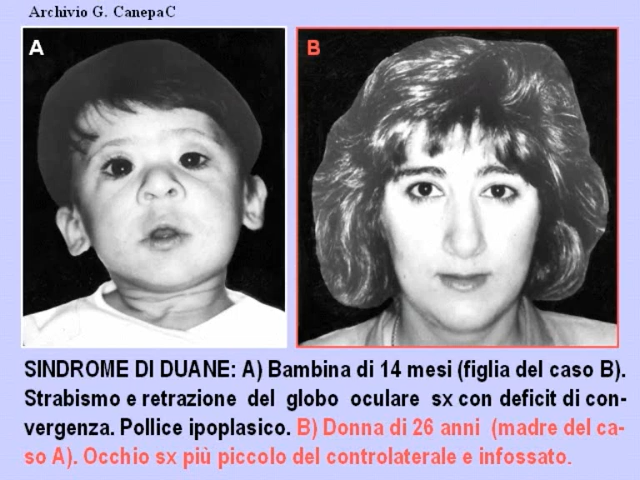 Archivio G. CanepaC
A
B
SINDROME DI DUANE: A) Bambina di 14 mesi (figlia del caso B).
Strabismo e retrazione del globo oculare sx con deficit di con-
vergenza. Pollice ipoplasico. B) Donna di 26 anni (madre del ca-
so A). Occhio sx più piccolo del controlaterale e infossato.